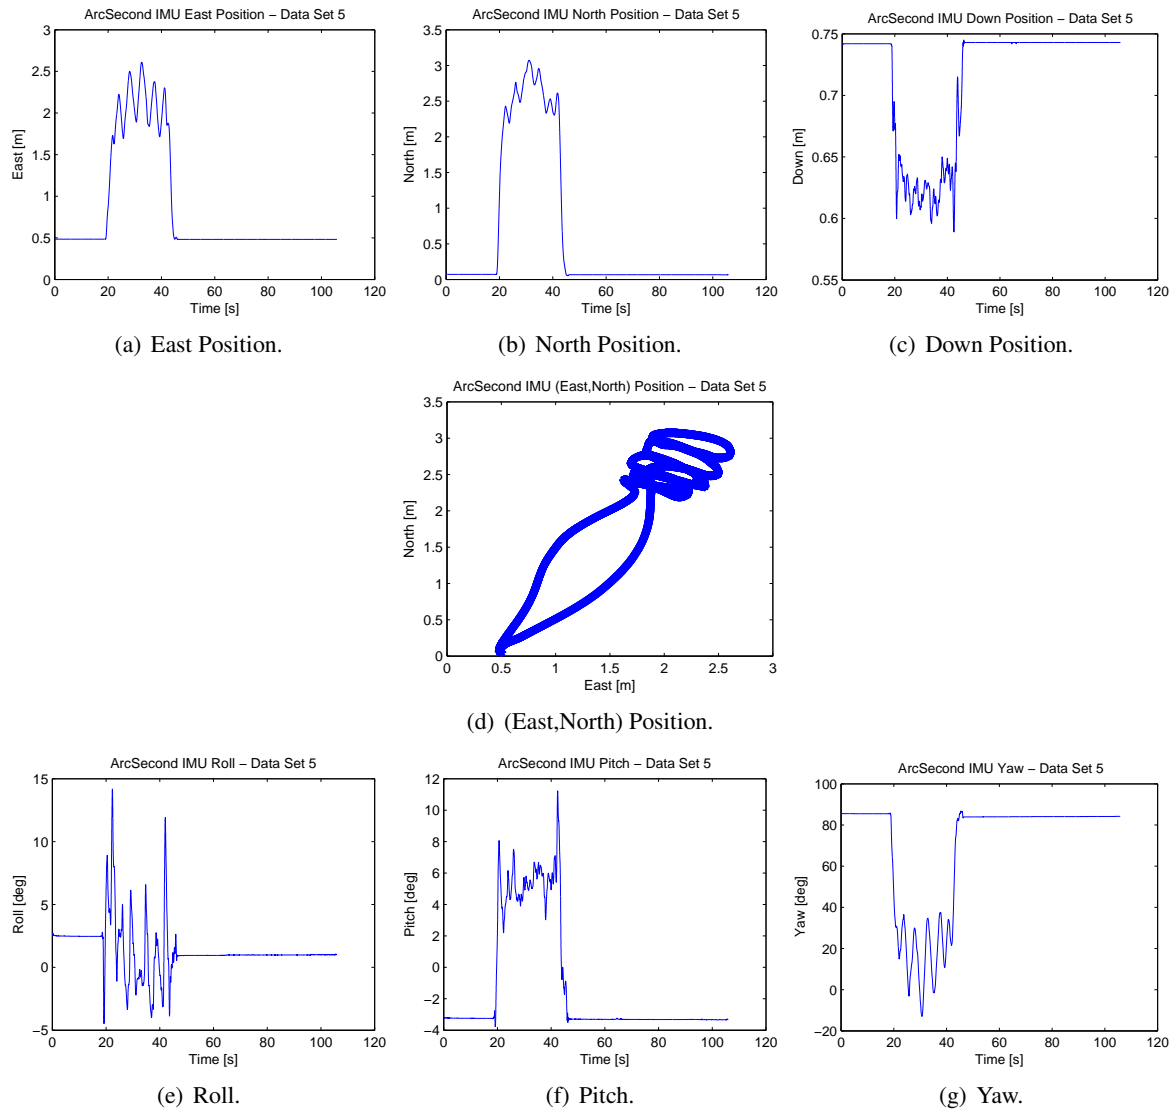 ArcSecond IMU East Position – Data Set 5
3
2.5
2
1.5
1
0.5
0
East [m]
0 20 40 60 80 100 120
Time [s]
(a) East Position.
ArcSecond IMU North Position – Data Set 5
3.5
3
2.5
2
1.5
1
0.5
0
North [m]
0 20 40 60 80 100 120
Time [s]
(b) North Position.
ArcSecond IMU Down Position – Data Set 5
0.75
0.7
0.65
0.6
0.55
Down [m]
0 20 40 60 80 100 120
Time [s]
(c) Down Position.
ArcSecond IMU (East,North) Position – Data Set 5
3.5
3
2.5
2
1.5
1
0.5
0
North [m]
0 0.5 1 1.5 2 2.5 3
East [m]
(d) (East,North) Position.
ArcSecond IMU Roll – Data Set 5
15
10
5
0
−5
Roll [deg]
0 20 40 60 80 100 120
Time [s]
(e) Roll.
ArcSecond IMU Pitch – Data Set 5
12
10
8
6
4
2
0
−2
−4
Pitch [deg]
0 20 40 60 80 100 120
Time [s]
(f) Pitch.
ArcSecond IMU Yaw – Data Set 5
100
80
60
40
20
0
−20
Yaw [deg]
0 20 40 60 80 100 120
Time [s]
(g) Yaw.